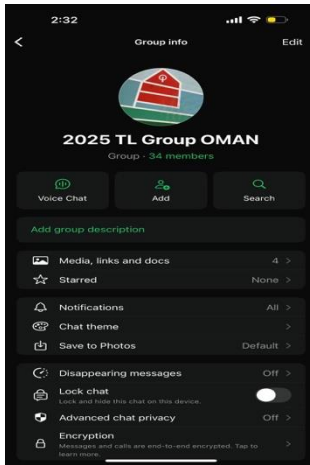 2:32
Group info
Edit
2025 TL Group OMAN
Group · 34 members
Voice Chat
Add
Search
Add group description
Media, links and docs 4
Starred None
Notifications All
Chat theme
Save to Photos Default
Disappearing messages Off
Lock chat
Lock and hide this chat on this device.
Advanced chat privacy Off
Encryption
Messages and calls are end-to-end encrypted. Tap to
learn more.